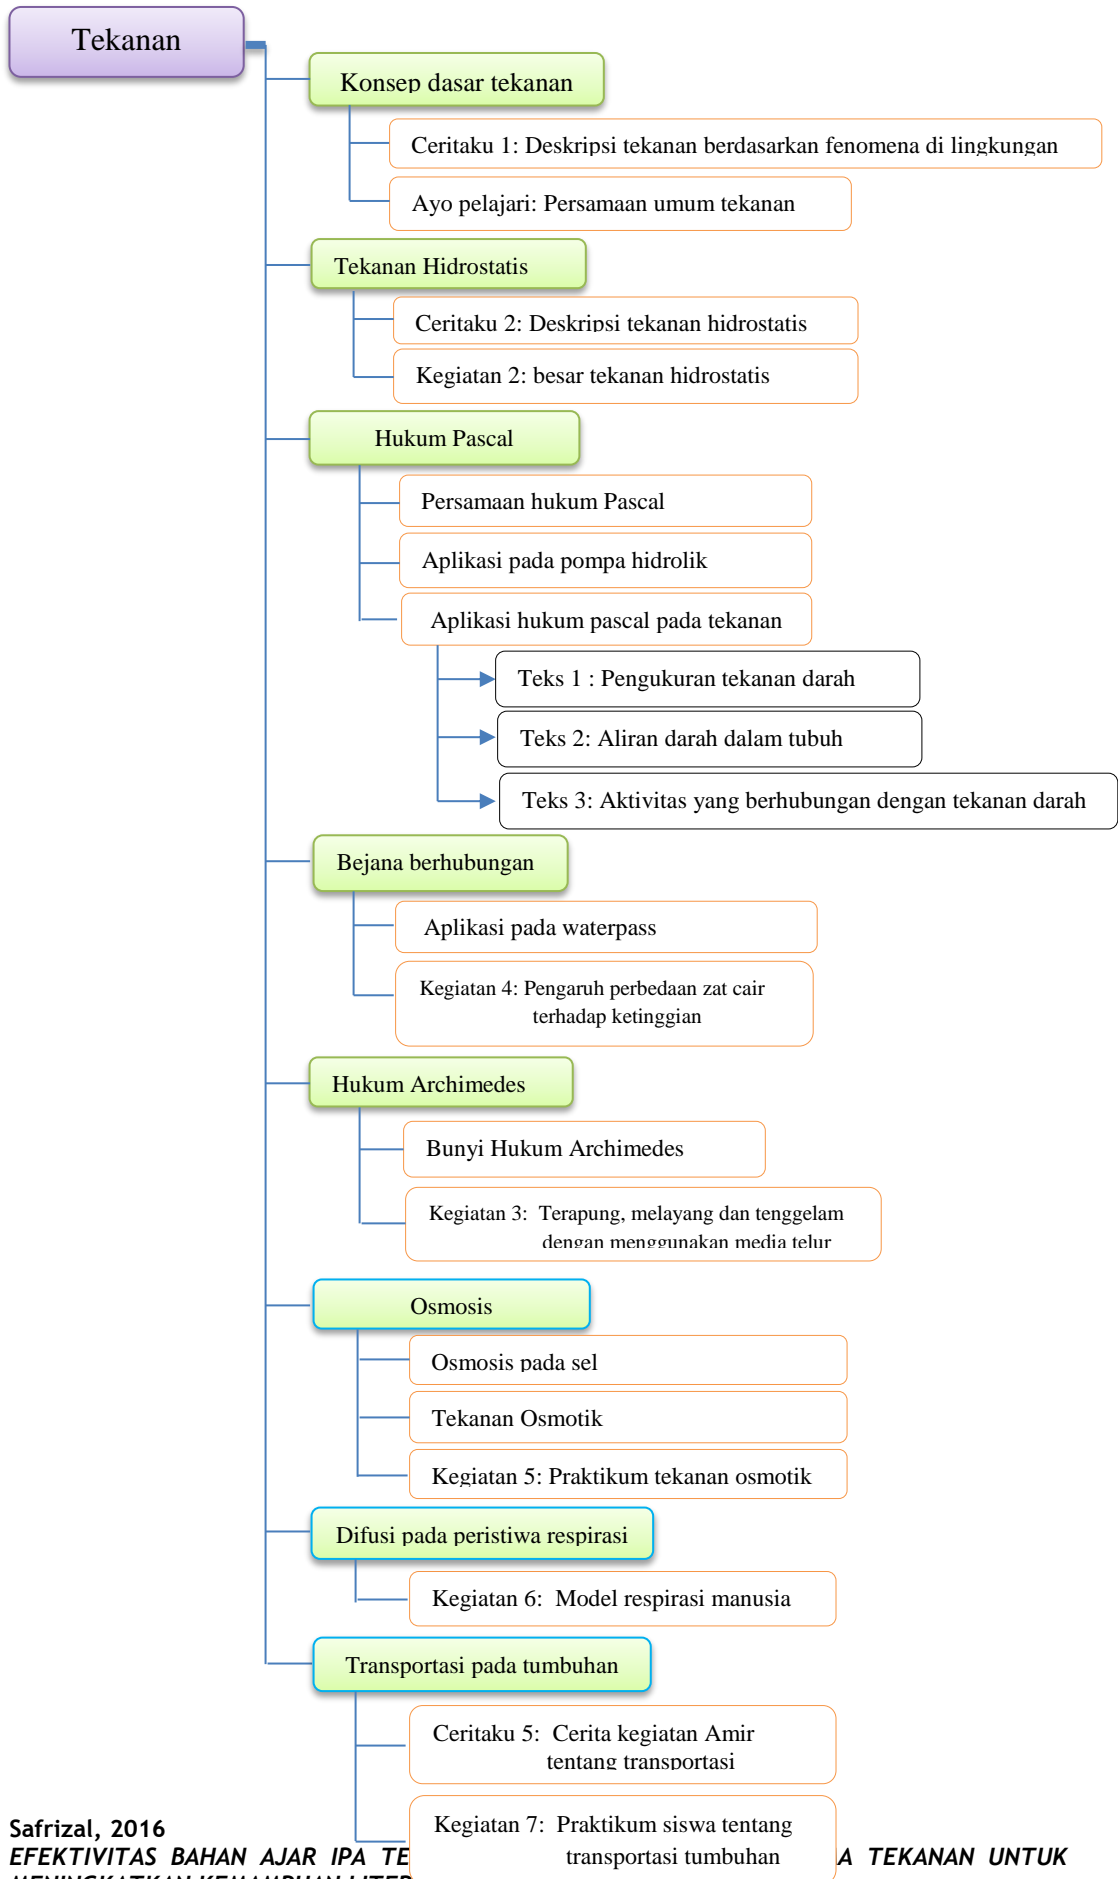 Tekanan
Konsep dasar tekanan
Ceritaku 1: Deskripsi tekanan berdasarkan fenomena di lingkungan
Ayo pelajari: Persamaan umum tekanan
Tekanan Hidrostatis
Ceritaku 2: Deskripsi tekanan hidrostatis
Kegiatan 2: besar tekanan hidrostatis
Hukum Pascal
Persamaan hukum Pascal
Aplikasi pada pompa hidrolik
Aplikasi hukum pascal pada tekanan
Teks 1 : Pengukuran tekanan darah
Teks 2: Aliran darah dalam tubuh
Teks 3: Aktivitas yang berhubungan dengan tekanan darah
Bejana berhubungan
Aplikasi pada waterpass
Kegiatan 4: Pengaruh perbedaan zat cair
terhadap ketinggian
Hukum Archimedes
Bunyi Hukum Archimedes
Kegiatan 3: Terapung, melayang dan tenggelam
dengan menggunakan media telur
Osmosis
Osmosis pada sel
Tekanan Osmotik
Kegiatan 5: Praktikum tekanan osmotik
Difusi pada peristiwa respirasi
Kegiatan 6: Model respirasi manusia
Transportasi pada tumbuhan
Ceritaku 5: Cerita kegiatan Amir
tentang transportasi
Kegiatan 7: Praktikum siswa tentang
transportasi tumbuhan
Safrizal, 2016
EFEKTIVITAS BAHAN AJAR IPA TE A TEKANAN UNTUK
MENINGKATKAN KEMAMPUAN LITER